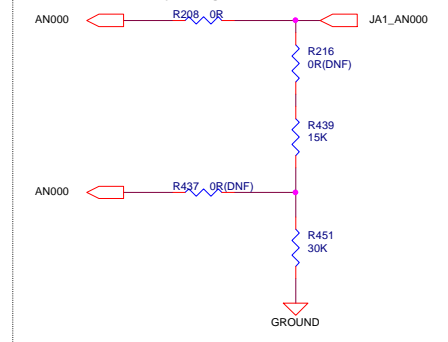 AN000 R208 0R JA1_AN000
R216
0R(DNF)
R439
15K
AN000 R437 0R(DNF)
R451
30K
GROUND